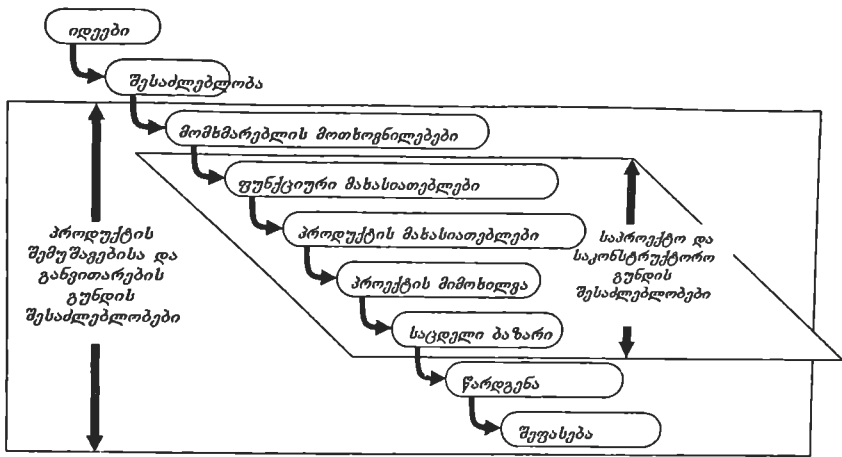 იდეები
შესაძლებლობა
მომხმარებლის მოთხოვნილებები
ფუნქციური მახასიათებლები
პროდუქტის მახასიათებლები
პროექტის მიმოხილვა
საცდელი ბაზარი
წარდგენა
შეფასება
პროდუქტის
შემუშავებისა და
განვითარების
გუნდის
შესაძლებლობები
საპროექტო და
საკონსტრუქტორო
გუნდის
შესაძლებლობები